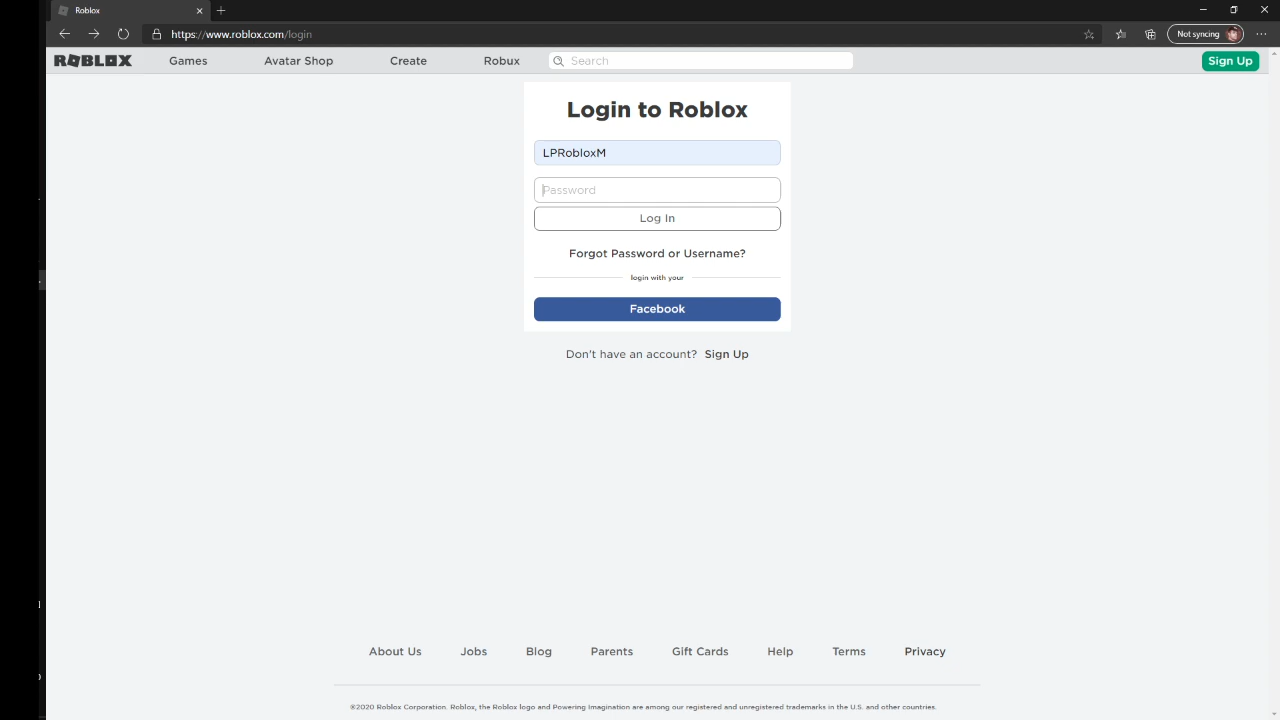 Roblox
https://www.roblox.com/login
Not syncing
ROBLOX Games Avatar Shop Create Robux Search Sign Up
Login to Roblox
LPRobloxM
Password
Log In
Forgot Password or Username?
login with your
Facebook
Don't have an account? Sign Up
About Us Jobs Blog Parents Gift Cards Help Terms Privacy
©2020 Roblox Corporation. Roblox, the Roblox logo and Powering Imagination are among our registered and unregistered trademarks in the U.S. and other countries.